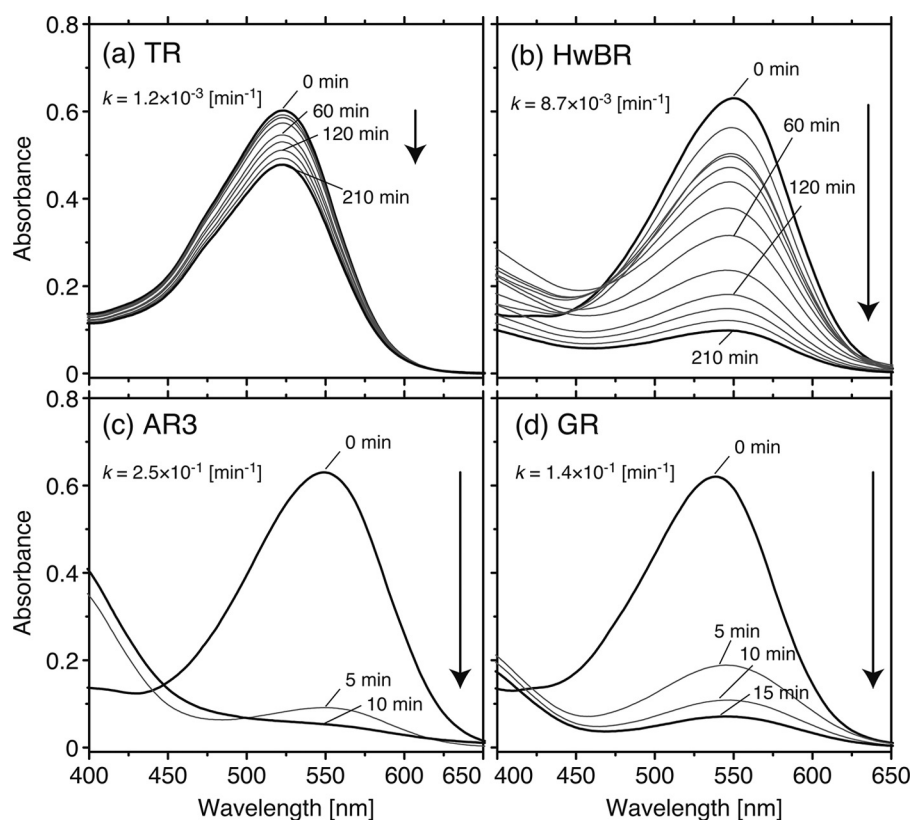 (a) TR
k = 1.2×10-3 [min-1]
0 min
60 min
120 min
210 min
0.8
0.6
0.4
0.2
0
Absorbance
(b) HwBR
k = 8.7×10-3 [min-1]
0 min
60 min
120 min
210 min
(c) AR3
k = 2.5×10-1 [min-1]
0 min
5 min
10 min
0.8
0.6
0.4
0.2
0
Absorbance
400 450 500 550 600 650
Wavelength [nm]
(d) GR
k = 1.4×10-1 [min-1]
0 min
5 min
10 min
15 min
400 450 500 550 600 650
Wavelength [nm]